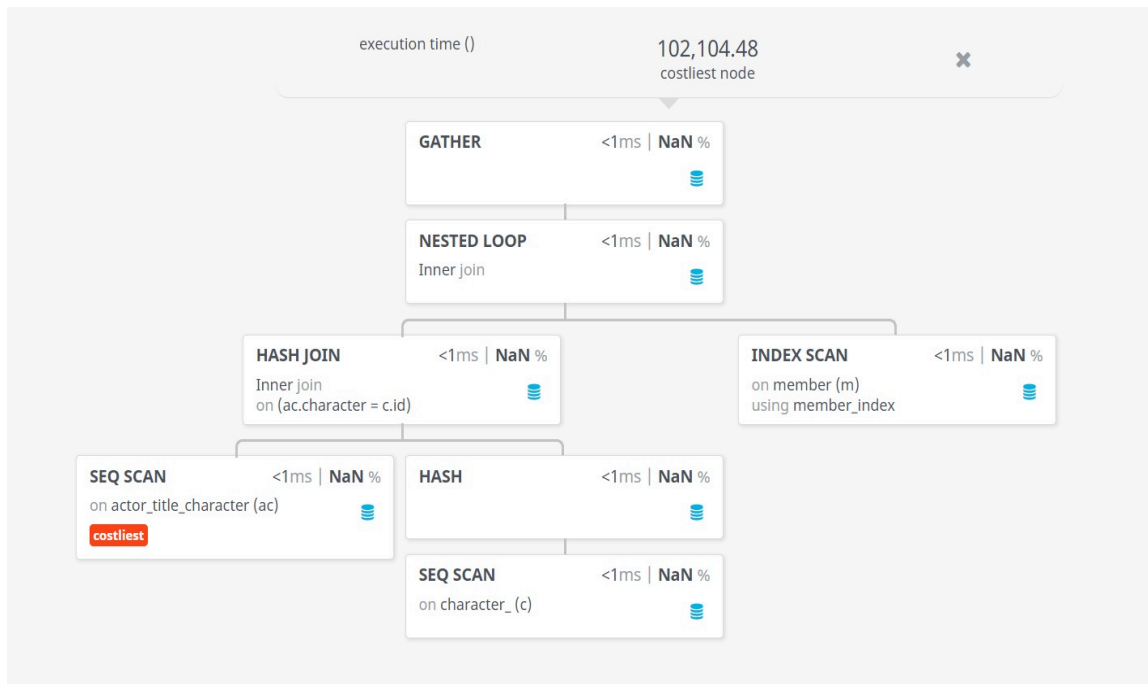 execution time ()
102,104.48
costliest node
GATHER <1ms | NaN %
NESTED LOOP <1ms | NaN %
Inner join
HASH JOIN <1ms | NaN %
Inner join
on (ac.character = c.id)
INDEX SCAN <1ms | NaN %
on member (m)
using member_index
SEQ SCAN <1ms | NaN %
on actor_title_character (ac)
costliest
HASH <1ms | NaN %
SEQ SCAN <1ms | NaN %
on character_ (c)